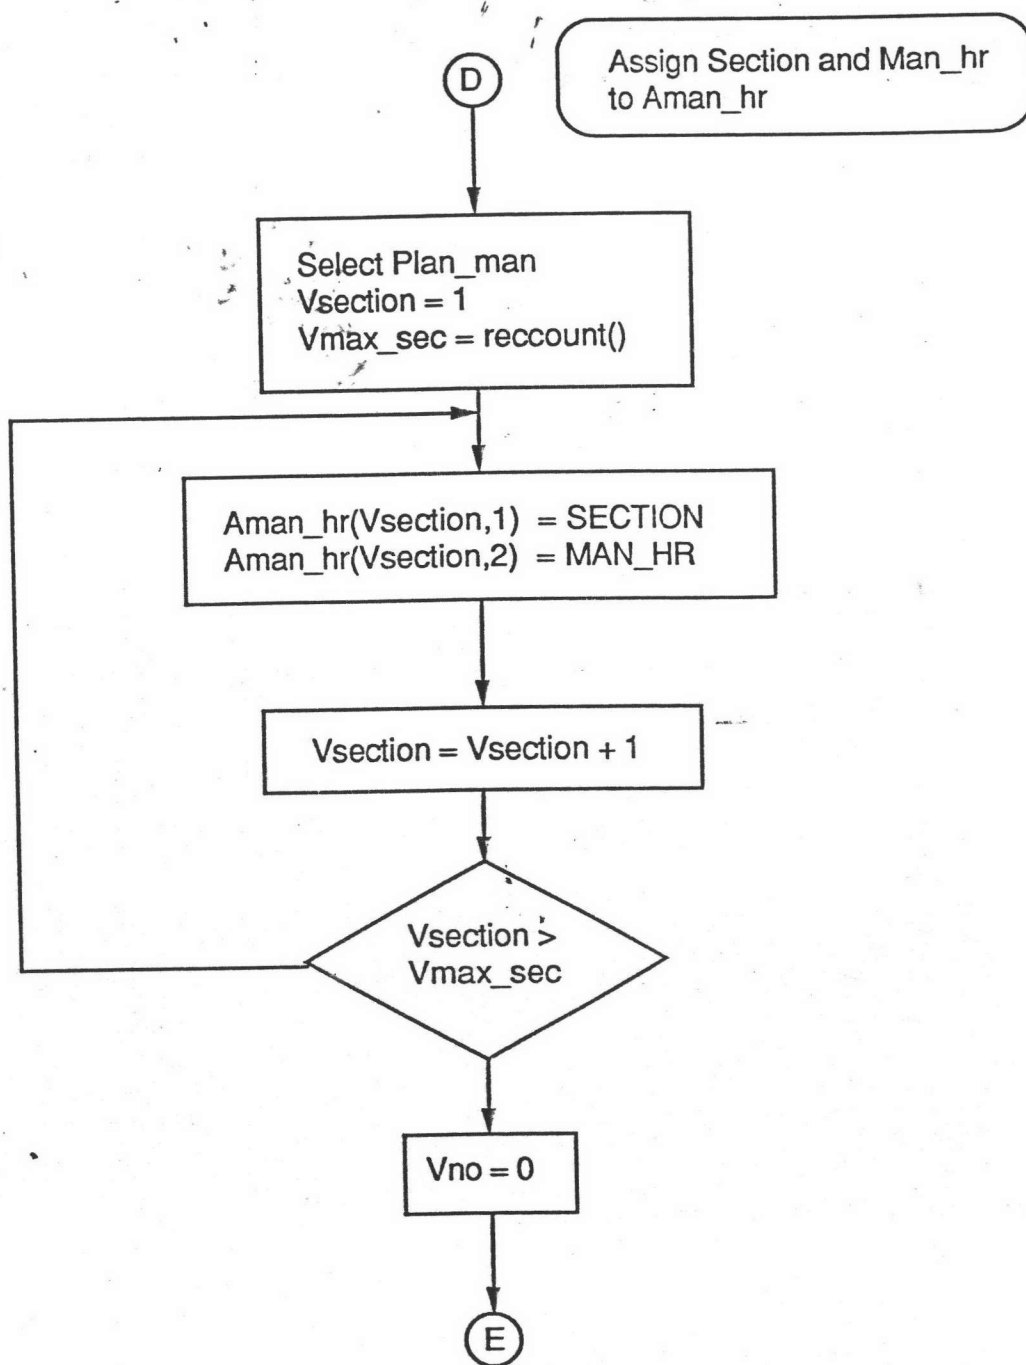 D
Assign Section and Man_hr
to Aman_hr
Select Plan_man
Vsection = 1
Vmax_sec = reccount()
Aman_hr(Vsection,1) = SECTION
Aman_hr(Vsection,2) = MAN_HR
Vsection = Vsection + 1
Vsection >
Vmax_sec
Vno = 0
E